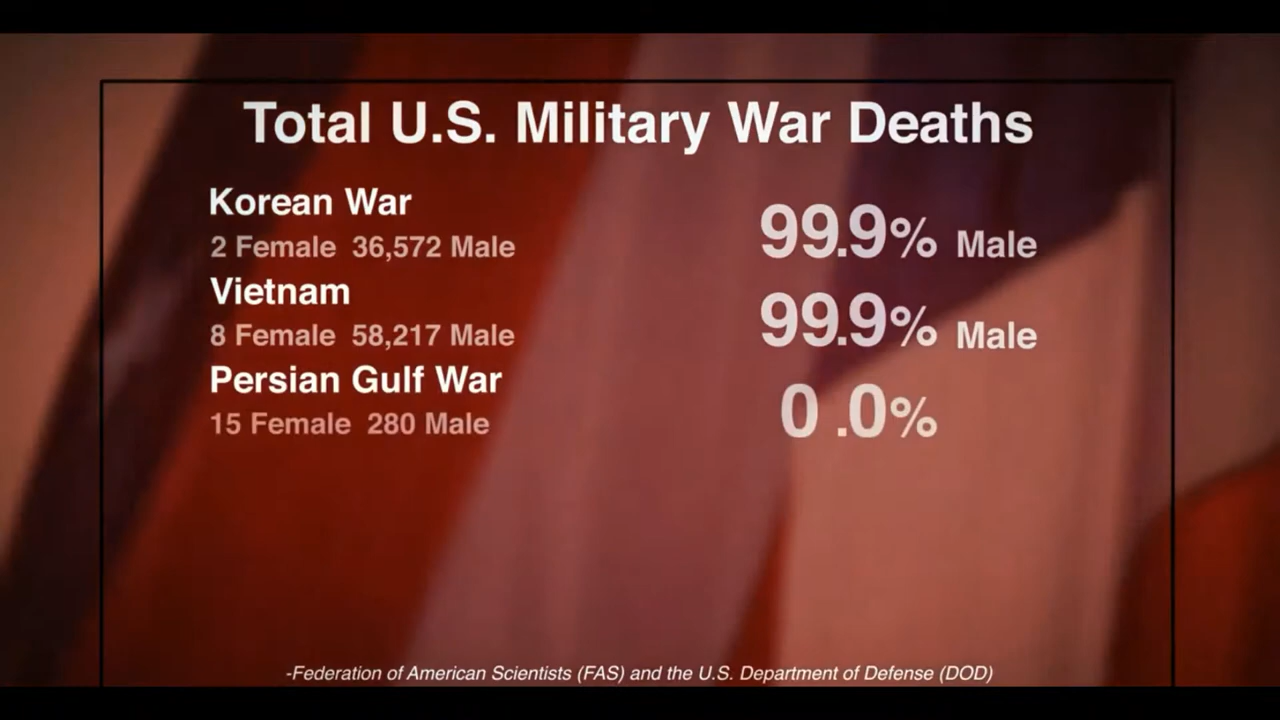 Total U.S. Military War Deaths
Korean War
2 Female 36,572 Male
99.9% Male
Vietnam
8 Female 58,217 Male
99.9% Male
Persian Gulf War
15 Female 280 Male
0 .0%
-Federation of American Scientists (FAS) and the U.S. Department of Defense (DOD)